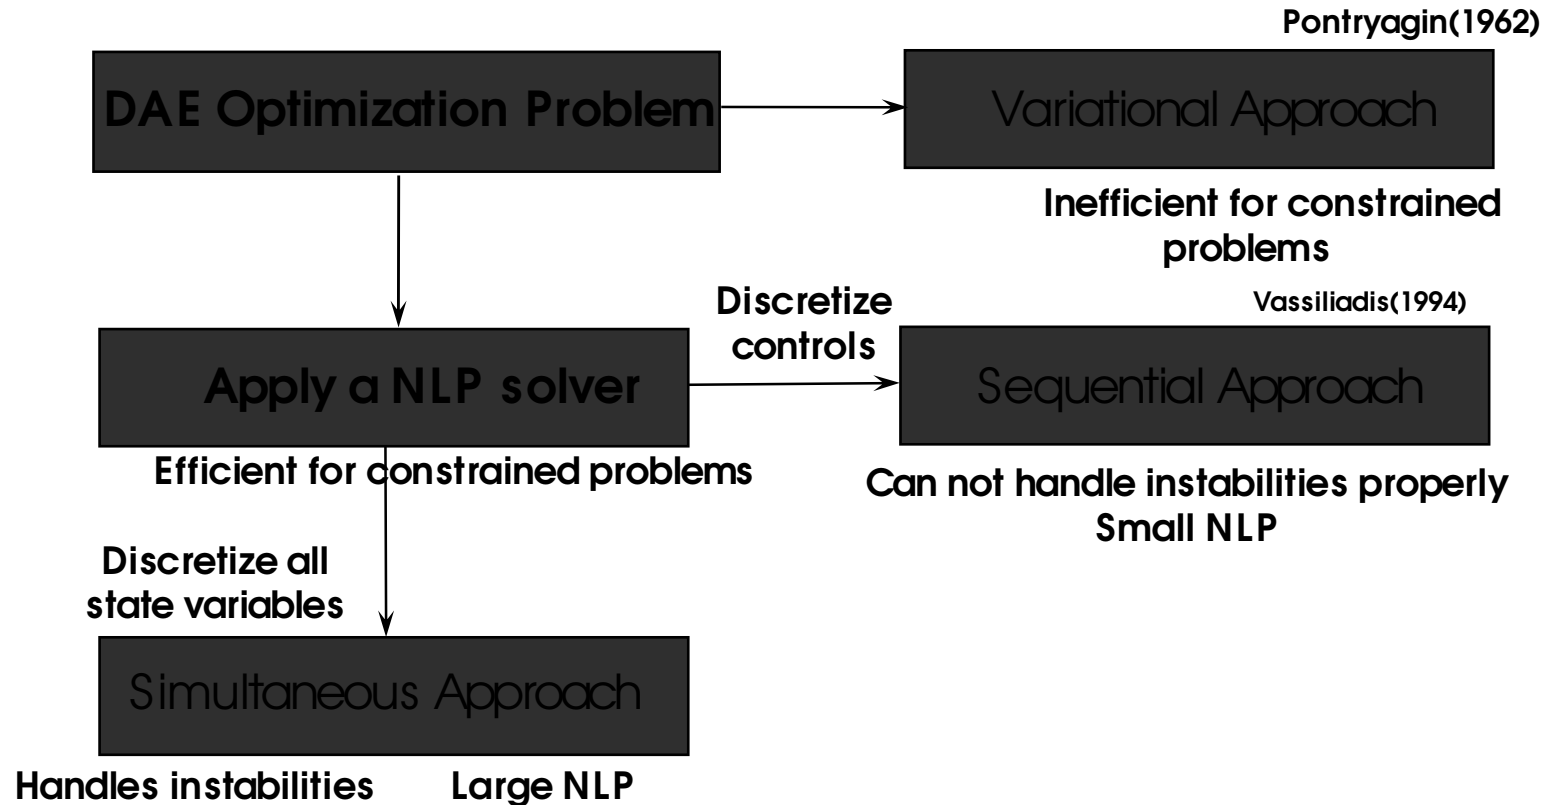 Pontryagin(1962)
DAE Optimization Problem
Variational Approach
Inefficient for constrained
problems
Discretize
controls
Vassiliadis(1994)
Apply a NLP solver
Sequential Approach
Efficient for constrained problems
Can not handle instabilities properly
Small NLP
Discretize all
state variables
Simultaneous Approach
Handles instabilities
Large NLP